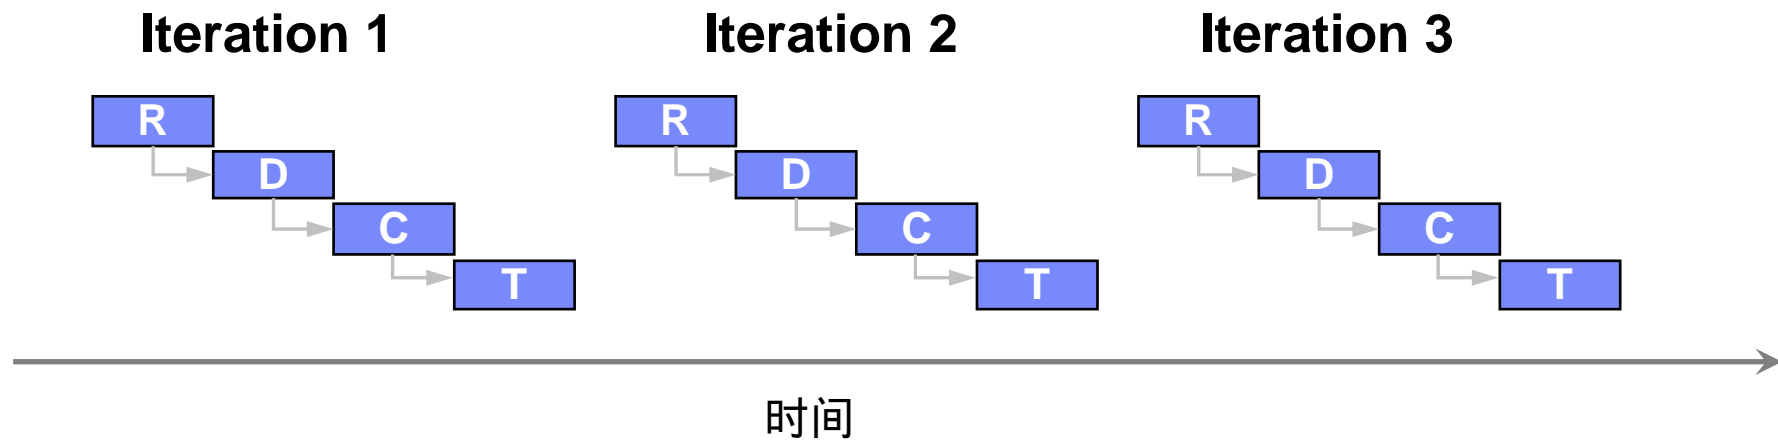 Iteration 1 Iteration 2 Iteration 3
R R R
D D D
C C C
T T T
时间